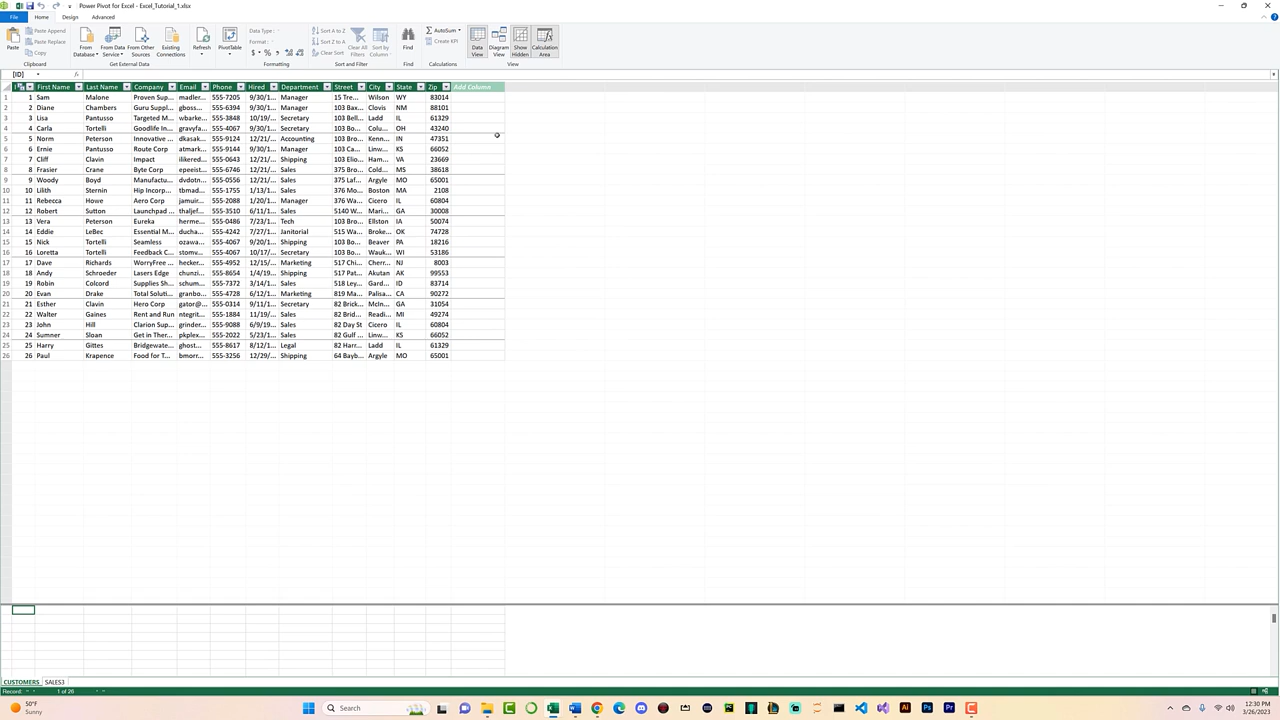 Power Pivot for Excel - Excel_Tutorial_1.xlsx
File Home Design Advanced
Paste Paste Append Paste Replace Copy Clipboard
From Database From Data Service From Other Sources Existing Connections Get External Data
Refresh PivotTable
Data Type : Format : $ % Formatting
Sort A to Z Sort Z to A Clear Sort Clear All Filters Sort by Column Sort and Filter
Find Find
AutoSum Create KPI Calculations
Data View Diagram View Show Hidden Calculation Area View
[ID] fx
First Name Last Name Company Email Phone Hired Department Street City State Zip Add Column
1 1 Sam Malone Proven Sup... madler... 555-7205 9/30/1... Manager 15 Tre... Wilson WY 83014
2 2 Diane Chambers Guru Suppl... gboss... 555-6394 9/30/1... Manager 103 Bax... Clovis NM 88101
3 3 Lisa Pantusso Targeted M... wbarke... 555-3848 10/19/... Secretary 103 Bell... Ladd IL 61329
4 4 Carla Tortelli Goodlife In... gravyfa... 555-4067 9/30/1... Secretary 103 Bo... Colu... OH 43240
5 5 Norm Peterson Innovative ... dkasak... 555-9124 12/21/... Accounting 103 Bro... Kenn... IN 47351
6 6 Ernie Pantusso Route Corp atmark... 555-9144 9/30/1... Manager 103 Ca... Linw... KS 66052
7 7 Cliff Clavin Impact ilikered... 555-0643 12/21/... Shipping 103 Elio... Ham... VA 23669
8 8 Frasier Crane Byte Corp epeeist... 555-6746 12/21/... Sales 375 Bro... Cold... MS 38618
9 9 Woody Boyd Manufactu... dvdotn... 555-0556 12/21/... Sales 375 Laf... Argyle MO 65001
10 10 Lilith Sternin Hip Incorp... tbmad... 555-1755 1/13/1... Sales 376 Mo... Boston MA 2108
11 11 Rebecca Howe Aero Corp jamuir... 555-2088 1/20/1... Manager 376 Wa... Cicero IL 60804
12 12 Robert Sutton Launchpad ... thaljef... 555-3510 6/11/1... Sales 5140 W... Mari... GA 30008
13 13 Vera Peterson Eureka herme... 555-0486 7/23/1... Tech 103 Bro... Ellston IA 50074
14 14 Eddie LeBec Essential M... ducha... 555-4242 7/27/1... Janitorial 515 Wa... Broke... OK 74728
15 15 Nick Tortelli Seamless ozawa... 555-4067 9/20/1... Shipping 103 Bo... Beaver PA 18216
16 16 Loretta Tortelli Feedback C... stomv... 555-4067 10/17/... Secretary 103 Bo... Wauk... WI 53186
17 17 Dave Richards WorryFree ... hecker... 555-4952 12/15/... Marketing 517 Chi... Cherr... NJ 8003
18 18 Andy Schroeder Lasers Edge chunzi... 555-8654 1/4/19... Shipping 517 Pat... Akutan AK 99553
19 19 Robin Colcord Supplies Sh... schum... 555-7372 3/14/1... Sales 518 Ley... Gard... ID 83714
20 20 Evan Drake Total Soluti... granbo... 555-4728 6/12/1... Marketing 819 Ma... Palisa... CA 90272
21 21 Esther Clavin Hero Corp gator@... 555-0314 9/11/1... Secretary 82 Brick... McIn... GA 31054
22 22 Walter Gaines Rent and Run ntegrit... 555-1884 11/19/... Sales 82 Brid... Readi... MI 49274
23 23 John Hill Clarion Sup... grinder... 555-9088 6/9/19... Sales 82 Day St Cicero IL 60804
24 24 Sumner Sloan Get in Ther... pkplex... 555-2022 5/23/1... Sales 82 Gulf ... Linw... KS 66052
25 25 Harry Gittes Bridgewate... ghost... 555-8617 8/12/1... Legal 82 Harr... Ladd IL 61329
26 26 Paul Krapence Food for T... bmorr... 555-3256 12/29/... Shipping 64 Bayb... Argyle MO 65001
CUSTOMERS SALES3
Record: 1 of 26
50°F
Sunny
Search
12:30 PM
3/26/2023